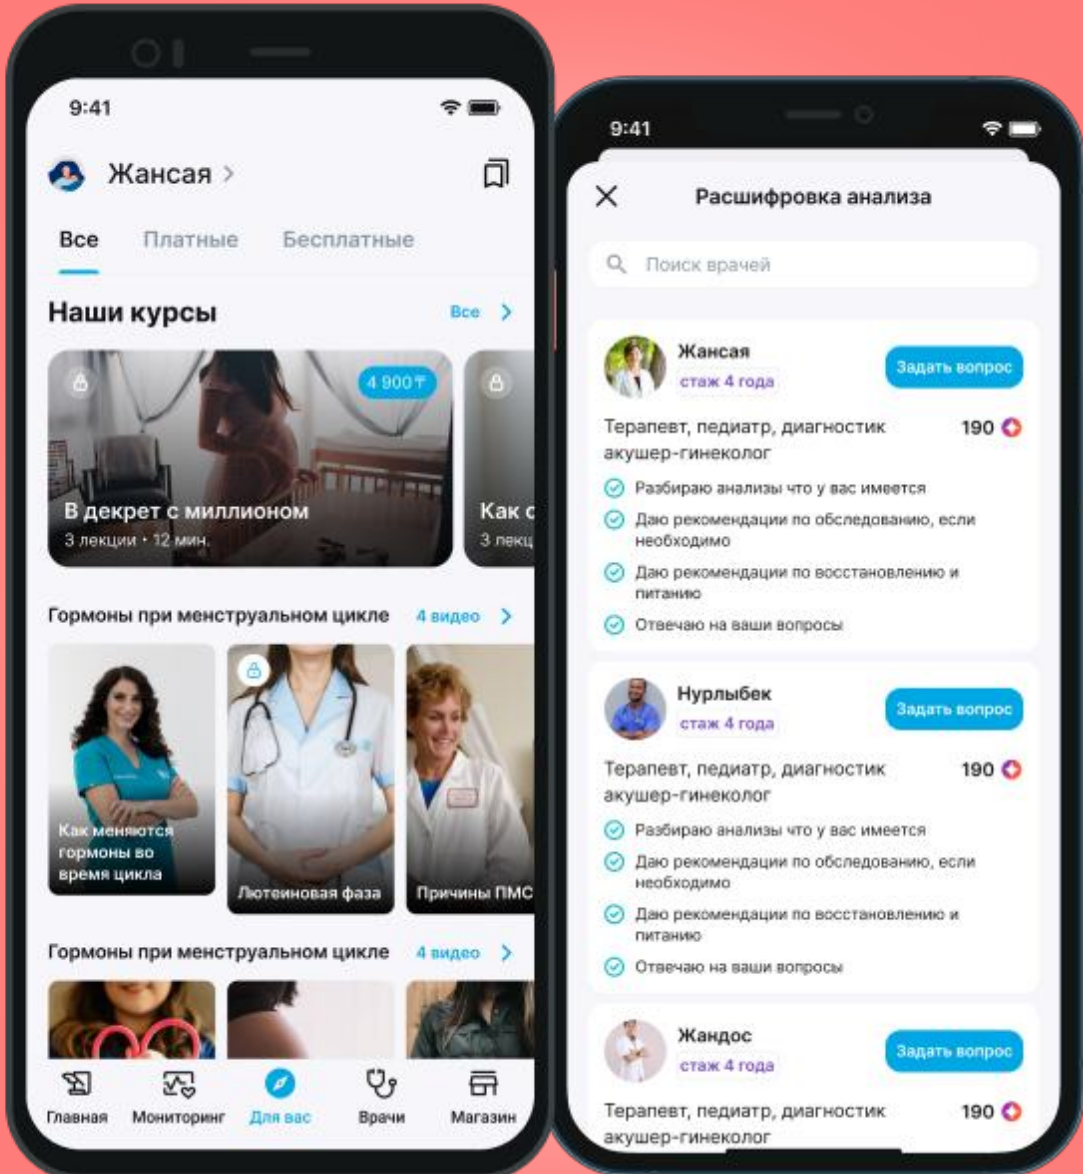 9:41
Жансая
Все Платные Бесплатные
Наши курсы Все
4 900 ₸
В декрет с миллионом
3 лекции • 12 мин.
Как с
3 лекц
Гормоны при менструальном цикле 4 видео
Как меняются
гормоны во
время цикла
Лютеиновая фаза
Причины ПМС
Гормоны при менструальном цикле 4 видео
Главная Мониторинг Для вас Врачи Магазин
9:41
Расшифровка анализа
Поиск врачей
Жансая
стаж 4 года
Задать вопрос
Терапевт, педиатр, диагностик
акушер-гинеколог
190
Разбираю анализы что у вас имеется
Даю рекомендации по обследованию, если
необходимо
Даю рекомендации по восстановлению и
питанию
Отвечаю на ваши вопросы
Нурлыбек
стаж 4 года
Задать вопрос
Терапевт, педиатр, диагностик
акушер-гинеколог
190
Разбираю анализы что у вас имеется
Даю рекомендации по обследованию, если
необходимо
Даю рекомендации по восстановлению и
питанию
Отвечаю на ваши вопросы
Жандос
стаж 4 года
Задать вопрос
Терапевт, педиатр, диагностик
акушер-гинеколог
190